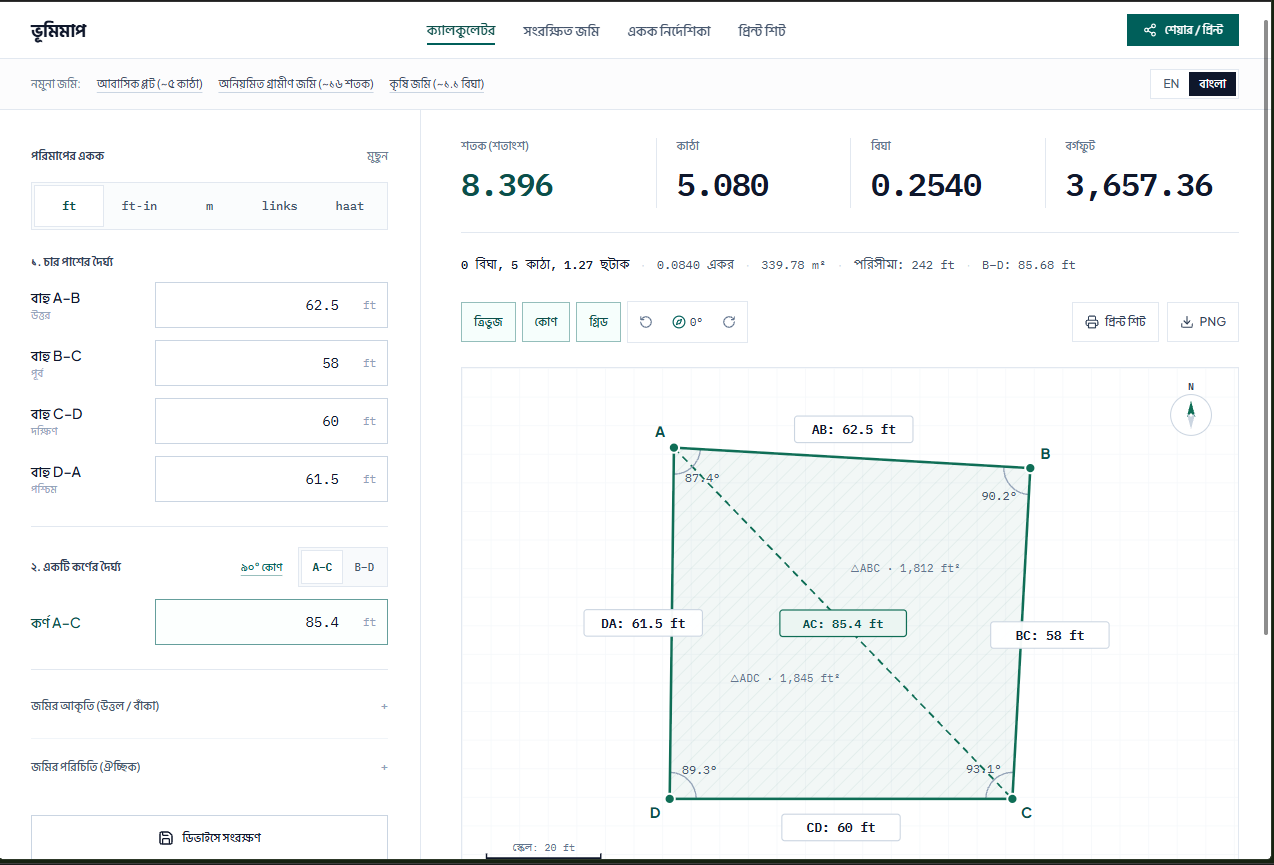 ভূমিমাপ
ক্যালকুলেটর সংরক্ষিত জমি একক নির্দেশিকা প্রিন্ট শিট
শেয়ার / প্রিন্ট
নমুনা জমি: আবাসিক প্লট (~৫ কাঠা) অনিয়মিত গ্রামীণ জমি (~১৬ শতক) কৃষি জমি (~১.১ বিঘা)
EN বাংলা
পরিমাপের একক মুছুন
ft ft-in m links haat
১. চার পাশের দৈর্ঘ্য
বাহু A–B
উত্তর
62.5 ft
বাহু B–C
পূর্ব
58 ft
বাহু C–D
দক্ষিণ
60 ft
বাহু D–A
পশ্চিম
61.5 ft
২. একটি কর্ণের দৈর্ঘ্য ৯০° কোণ A–C B–D
কর্ণ A–C 85.4 ft
জমির আকৃতি (উত্তল / বাঁকা) +
জমির পরিচিতি (ঐচ্ছিক) +
ডিভাইসে সংরক্ষণ
শতক (শতাংশ) কাঠা বিঘা বর্গফুট
8.396 5.080 0.2540 3,657.36
0 বিঘা, 5 কাঠা, 1.27 ছটাক · 0.0840 একর · 339.78 m² · পরিসীমা: 242 ft · B–D: 85.68 ft
ত্রিভুজ কোণ গ্রিড 0° প্রিন্ট শিট PNG
N
AB: 62.5 ft
A
B
87.4°
90.2°
△ABC · 1,812 ft²
DA: 61.5 ft AC: 85.4 ft BC: 58 ft
△ADC · 1,845 ft²
89.3° 93.1°
D C
CD: 60 ft
স্কেল: 20 ft